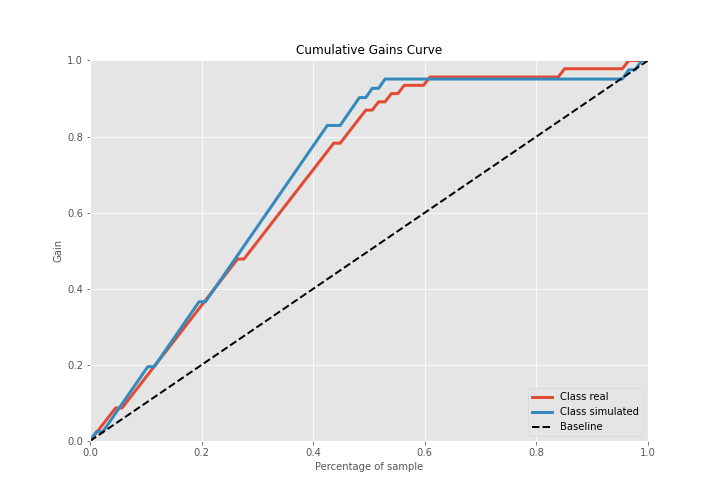 Cumulative Gains Curve
1.0
0.8
0.6
0.4
0.2
0.0
Gain
0.0 0.2 0.4 0.6 0.8 1.0
Percentage of sample
Class real
Class simulated
Baseline